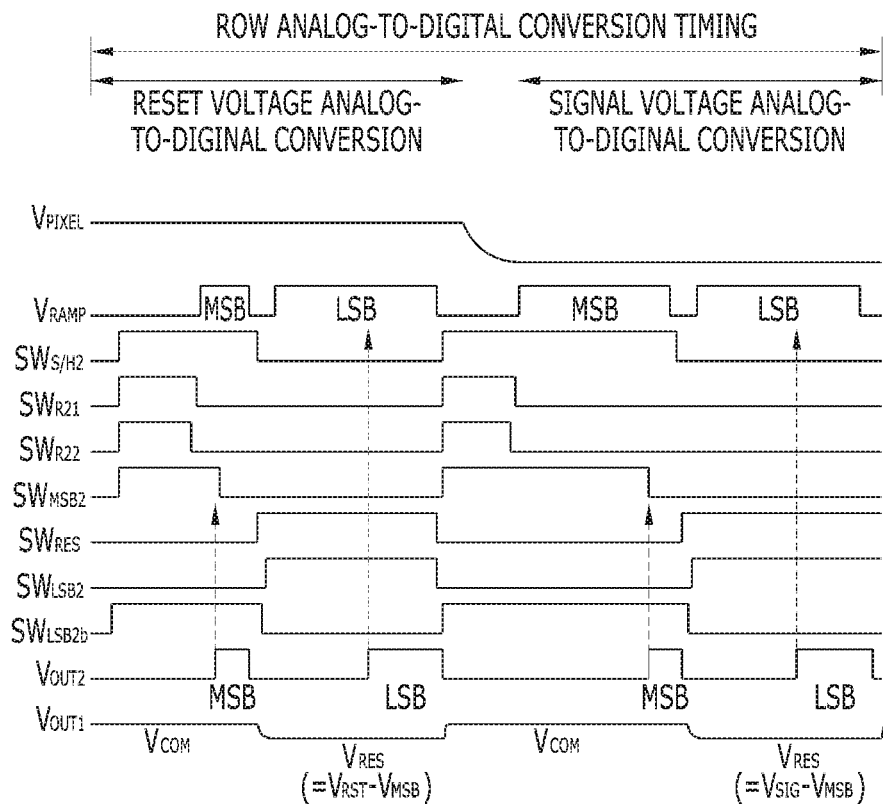 ROW ANALOG-TO-DIGITAL CONVERSION TIMING
RESET VOLTAGE ANALOG-
TO-DIGINAL CONVERSION
SIGNAL VOLTAGE ANALOG-
TO-DIGINAL CONVERSION
VPIXEL
VRAMP MSB LSB MSB LSB
SWS/H2
SWR21
SWR22
SWMSB2
SWRES
SWLSB2
SWLSB2b
VOUT2
MSB LSB MSB LSB
VOUT1
VCOM VRES VCOM VRES
(=VRST-VMSB) (=VSIG-VMSB)